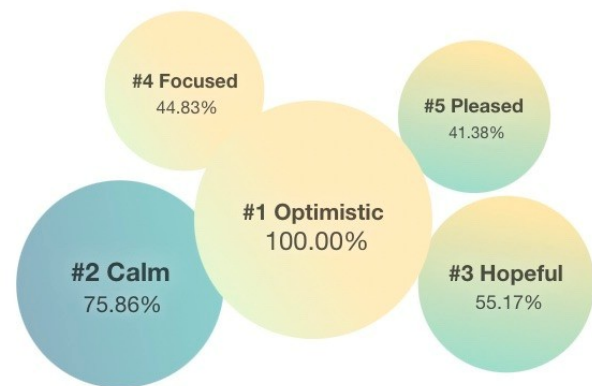 #4 Focused
44.83%
#5 Pleased
41.38%
#1 Optimistic
100.00%
#2 Calm
75.86%
#3 Hopeful
55.17%